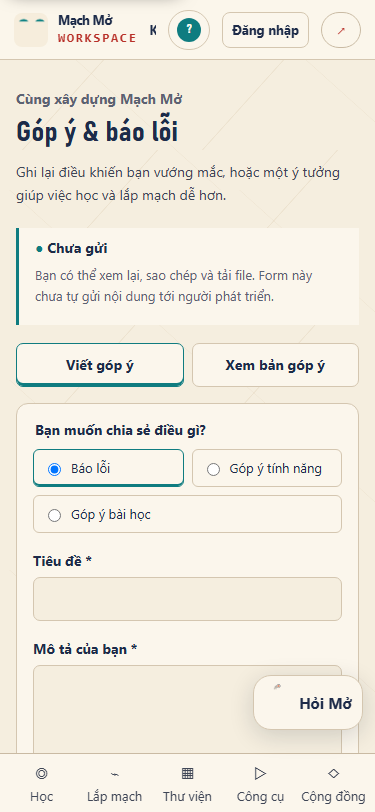 Mạch Mở
WORKSPACE
K
?
Đăng nhập
Cùng xây dựng Mạch Mở
Góp ý & báo lỗi
Ghi lại điều khiến bạn vướng mắc, hoặc một ý tưởng
giúp việc học và lắp mạch dễ hơn.
Chưa gửi
Bạn có thể xem lại, sao chép và tải file. Form này
chưa tự gửi nội dung tới người phát triển.
Viết góp ý
Xem bản góp ý
Bạn muốn chia sẻ điều gì?
Báo lỗi
Góp ý tính năng
Góp ý bài học
Tiêu đề *
Mô tả của bạn *
Hỏi Mở
Học
Lắp mạch
Thư viện
Công cụ
Cộng đồng